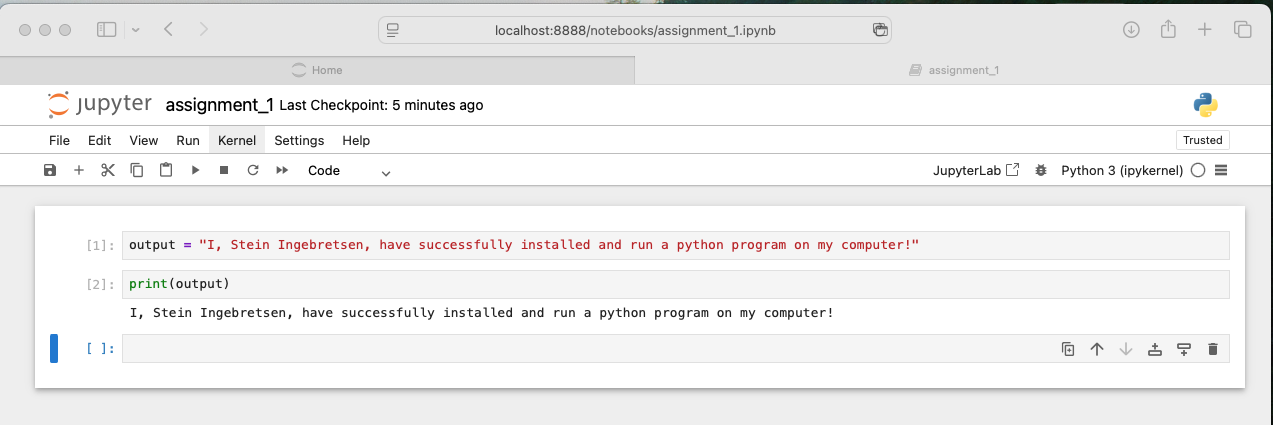 localhost:8888/notebooks/assignment_1.ipynb
Home
assignment_1
jupyter assignment_1 Last Checkpoint: 5 minutes ago
File Edit View Run Kernel Settings Help
Trusted
Code
JupyterLab Python 3 (ipykernel)
[1]: output = "I, Stein Ingebretsen, have successfully installed and run a python program on my computer!"
[2]: print(output)
I, Stein Ingebretsen, have successfully installed and run a python program on my computer!
[ ]: